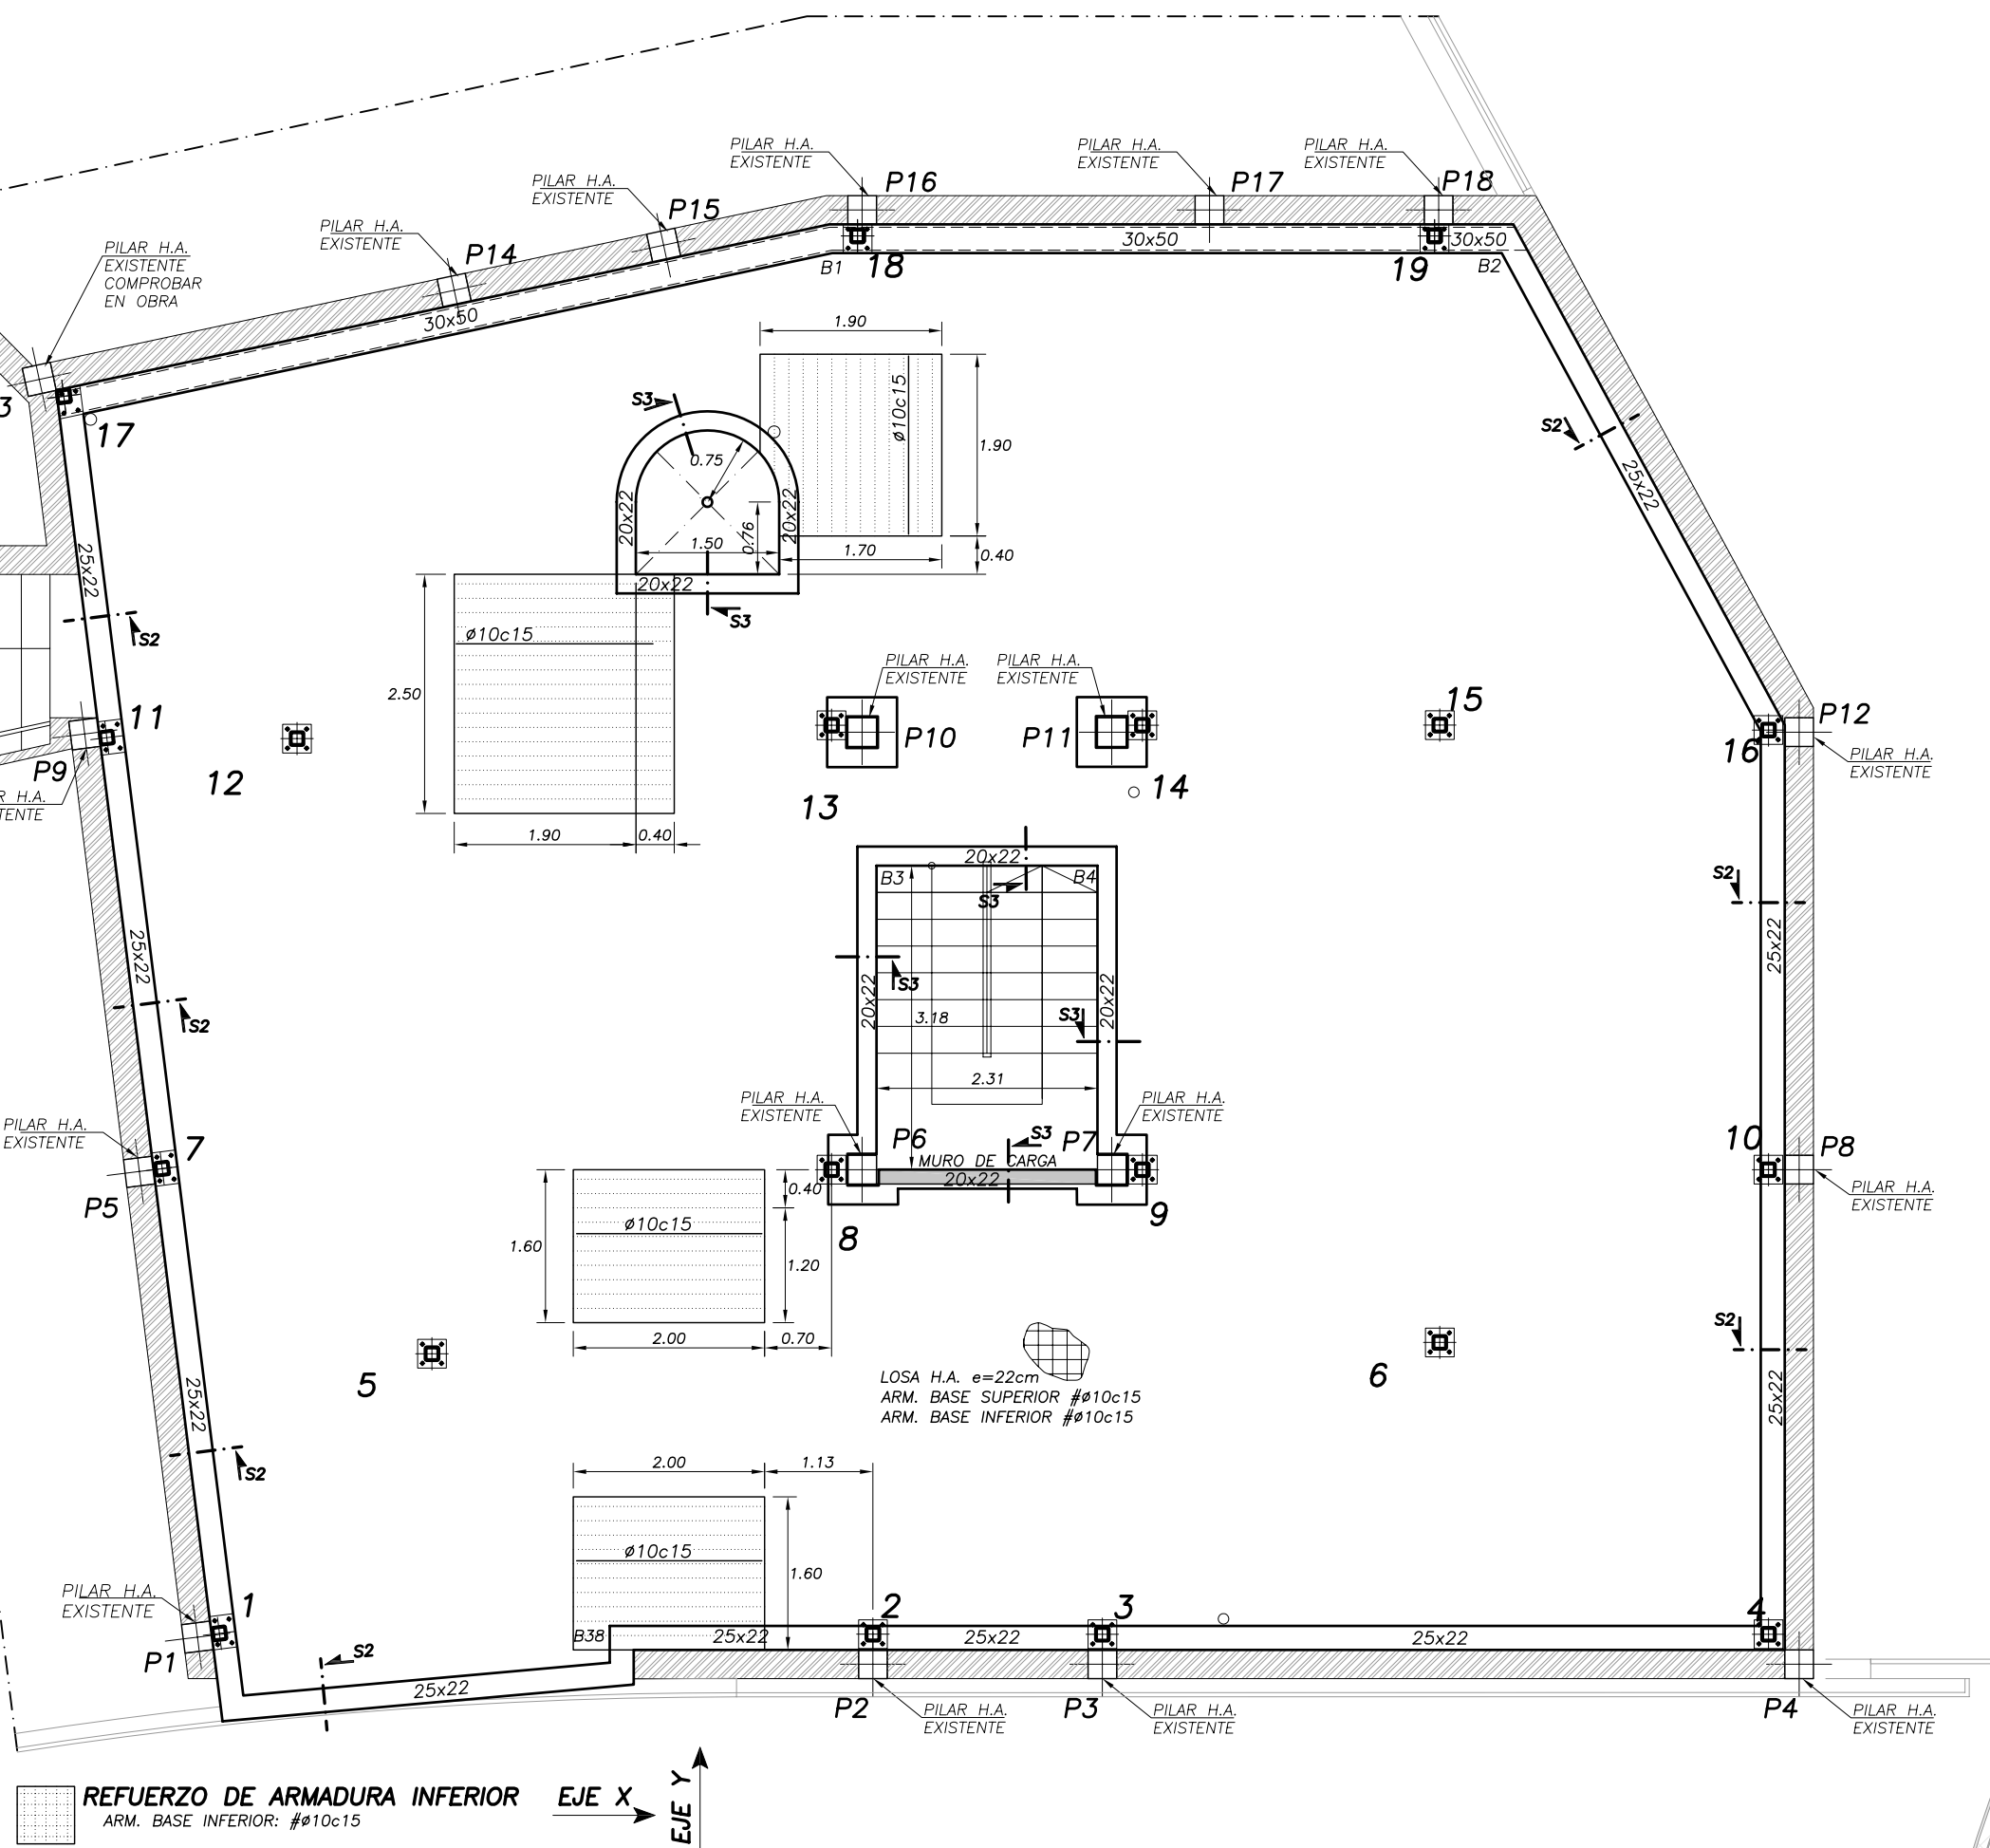 PILAR H.A.
EXISTENTE
P16
PILAR H.A.
EXISTENTE
P17
PILAR H.A.
EXISTENTE
P18
PILAR H.A.
EXISTENTE
P15
PILAR H.A.
EXISTENTE
P14
PILAR H.A.
EXISTENTE
COMPROBAR
EN OBRA
30x50
30x50
30x50
B1
18
19
B2
3
17
1.90
ø10c15
1.90
S3
0.75
20x22
20x22
0.76
1.50
1.70
0.40
20x22
S3
S2
25x22
25x22
S2
ø10c15
2.50
1.90
0.40
PILAR H.A.
EXISTENTE
PILAR H.A.
EXISTENTE
P10
P11
13
14
15
16
P12
PILAR H.A.
EXISTENTE
11
12
P9
R H.A.
TENTE
20x22
B3
B4
S3
S3
20x22
20x22
3.18
S3
2.31
S2
25x22
25x22
S2
PILAR H.A.
EXISTENTE
PILAR H.A.
EXISTENTE
P6
P7
S3
MURO DE CARGA
20x22
8
9
10
P8
PILAR H.A.
EXISTENTE
PILAR H.A.
EXISTENTE
7
P5
0.40
ø10c15
1.60
1.20
2.00
0.70
S2
25x22
5
6
LOSA H.A. e=22cm
ARM. BASE SUPERIOR #ø10c15
ARM. BASE INFERIOR #ø10c15
25x22
S2
2.00
1.13
ø10c15
1.60
PILAR H.A.
EXISTENTE
1
P1
B38
25x22
2
25x22
3
25x22
4
S2
25x22
P2
PILAR H.A.
EXISTENTE
P3
PILAR H.A.
EXISTENTE
P4
PILAR H.A.
EXISTENTE
REFUERZO DE ARMADURA INFERIOR
ARM. BASE INFERIOR: #ø10c15
EJE X
EJE Y